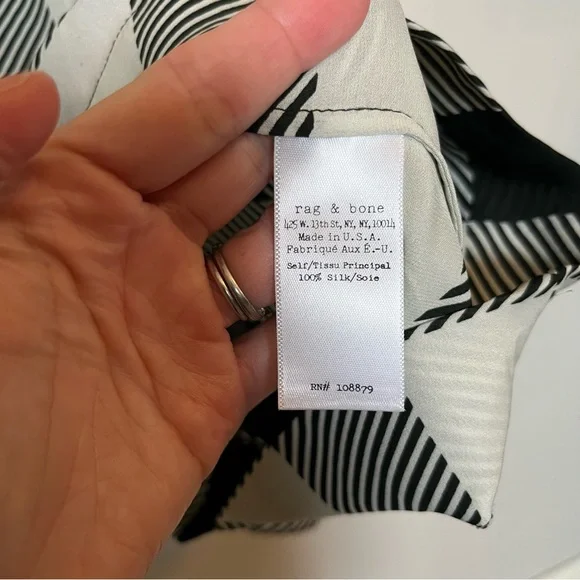 rag & bone
425 W. 13th St, NY, NY, 10014
Made in U.S.A.
Fabriqué Aux É.-U.
Self/Tissu Principal
100% Silk/Soie
RN# 108879